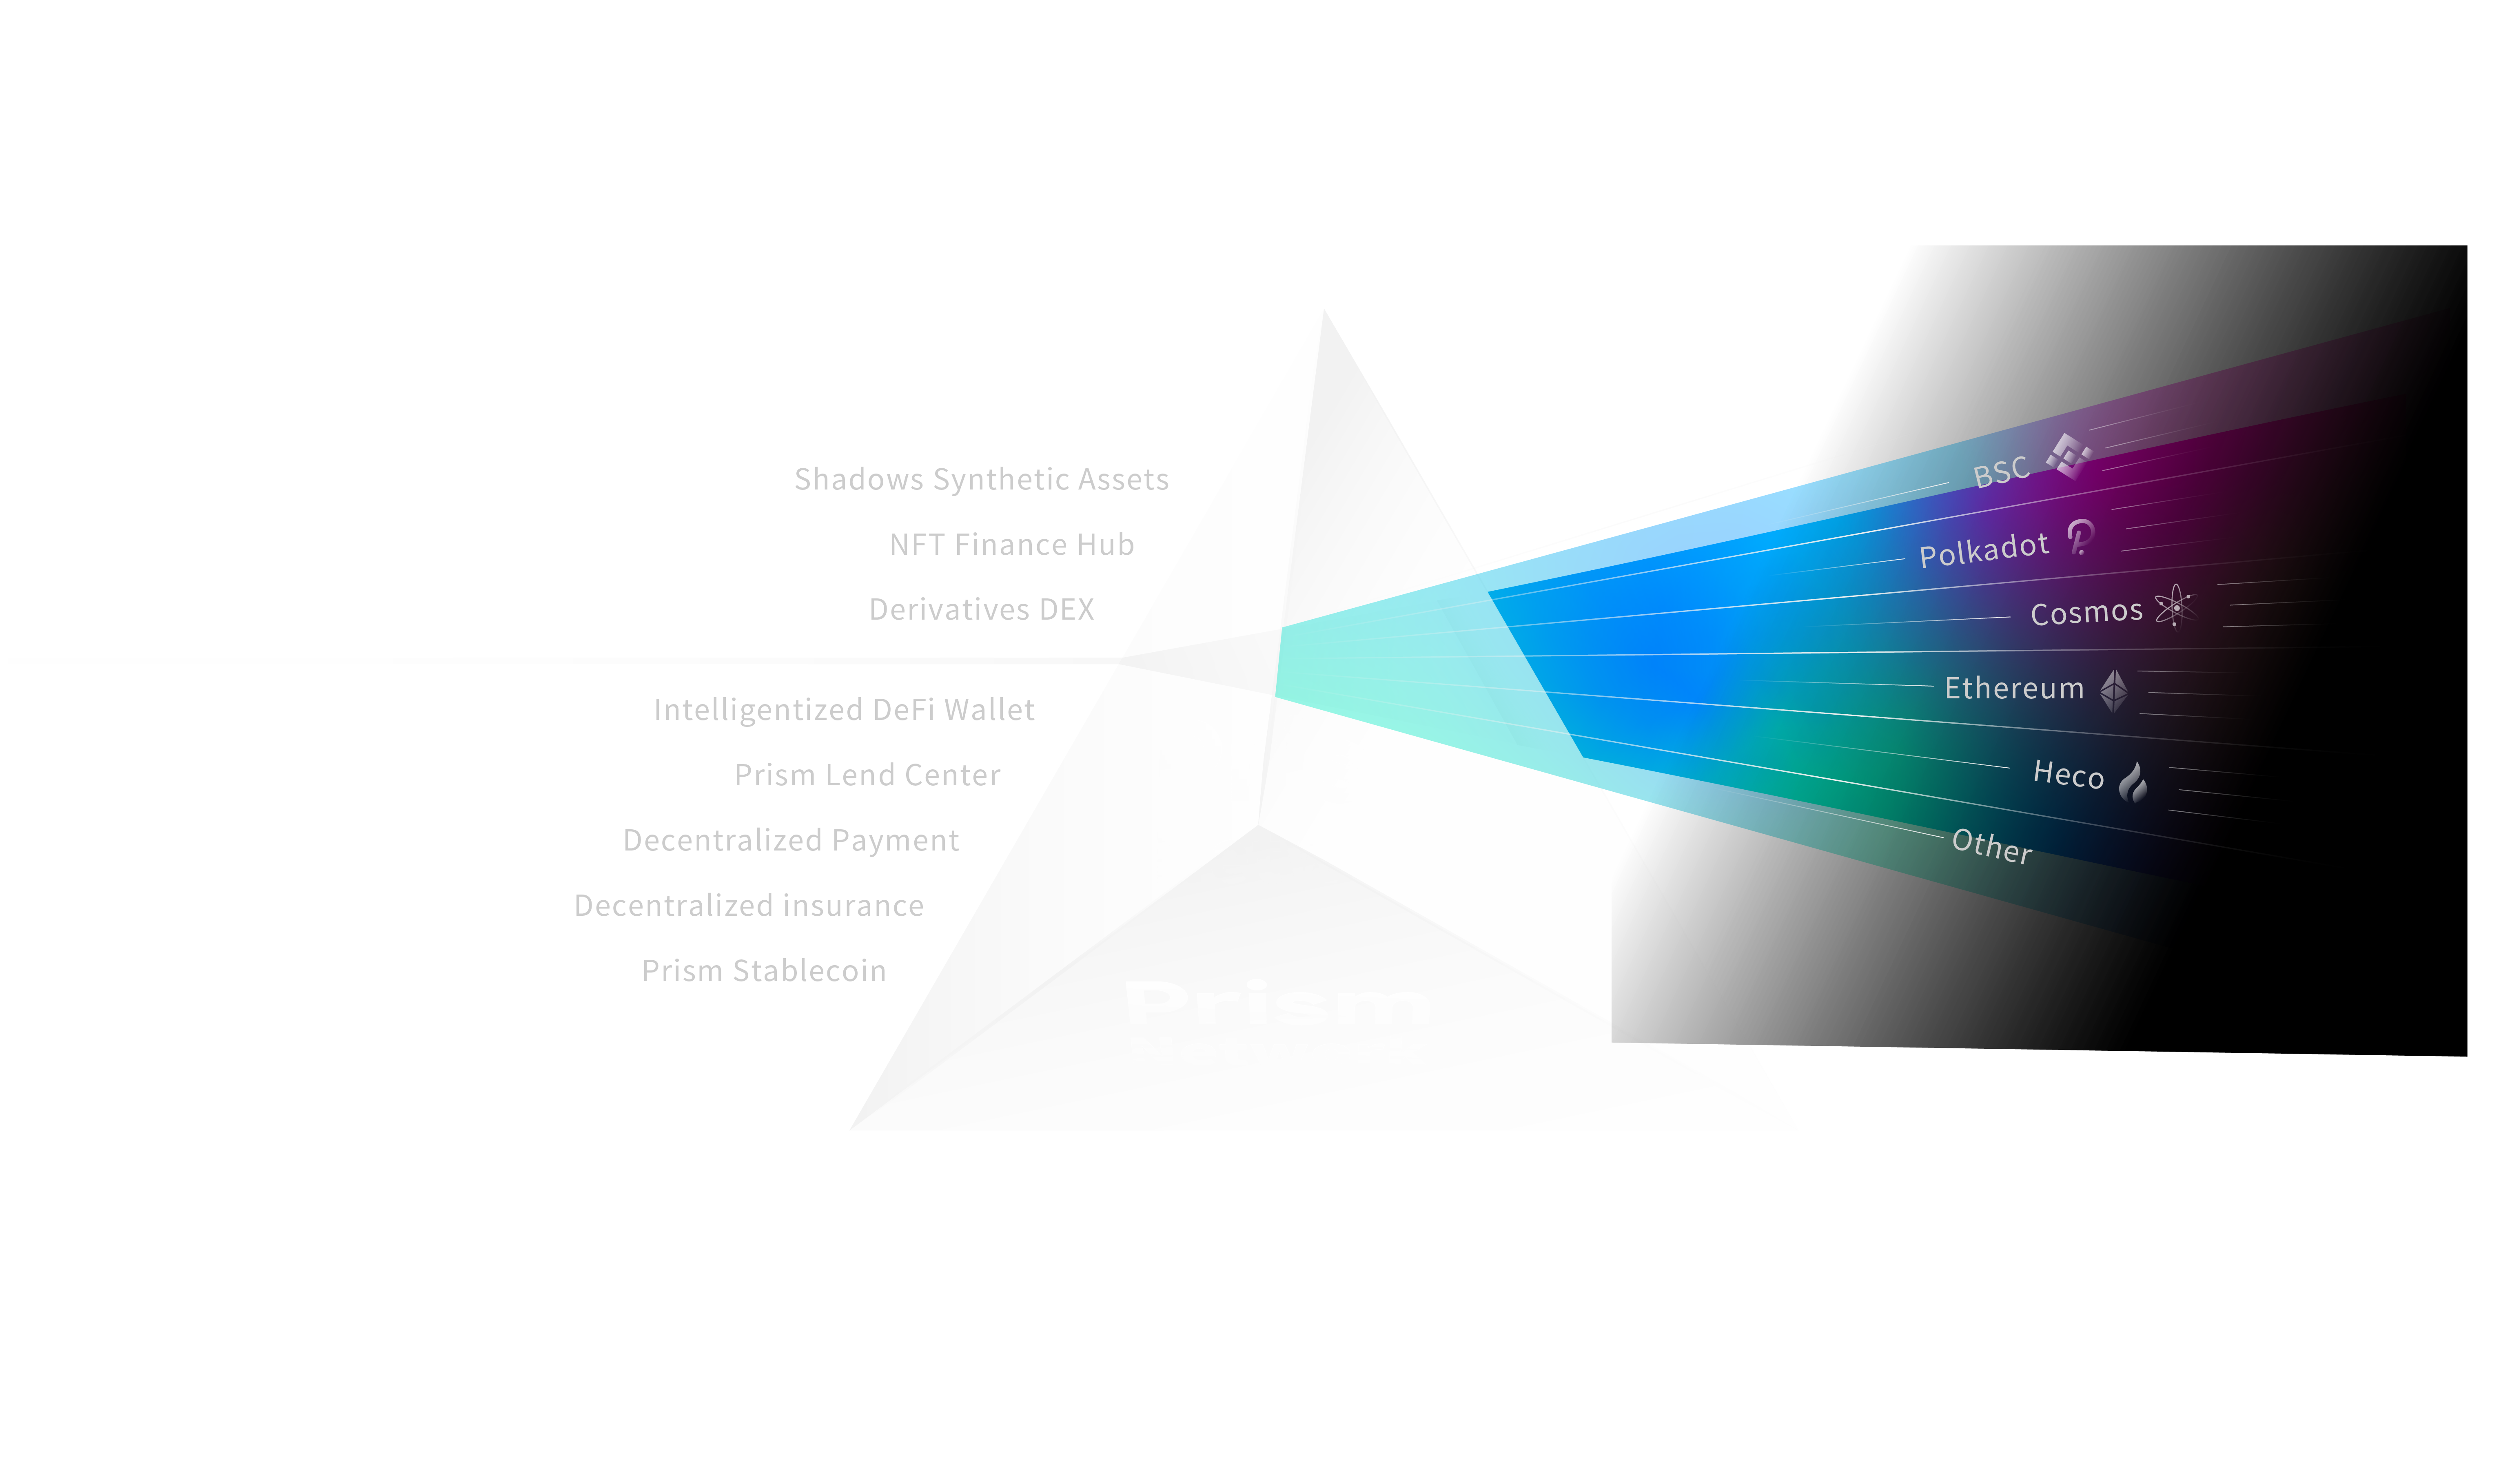 Shadows Synthetic Assets
NFT Finance Hub
Derivatives DEX
Intelligentized DeFi Wallet
Prism Lend Center
Decentralized Payment
Decentralized insurance
Prism Stablecoin
Prism
BSC
Polkadot
Cosmos
Ethereum
Heco
Other